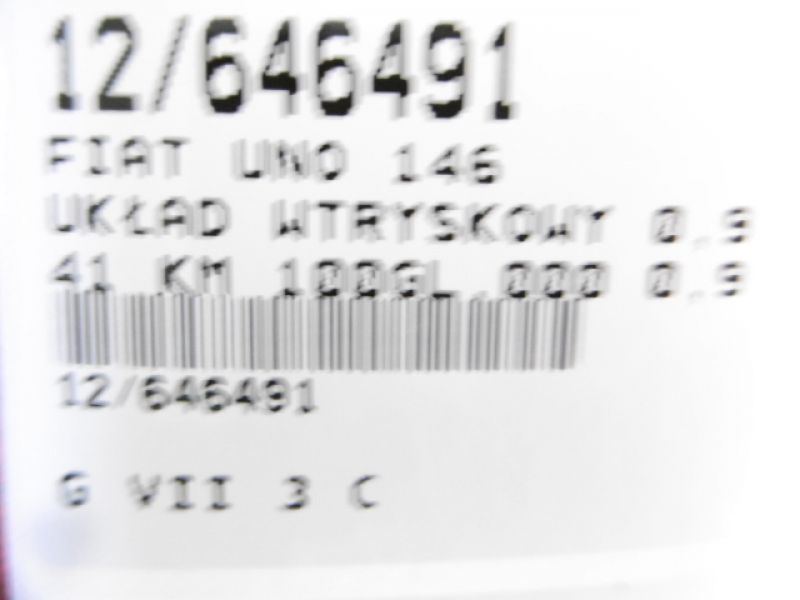 12/646491
FIAT UNO 146
UKŁAD WTRYSKOWY 0,9
41 KM 100GL.000 0,9
12/646491
G VII 3 C